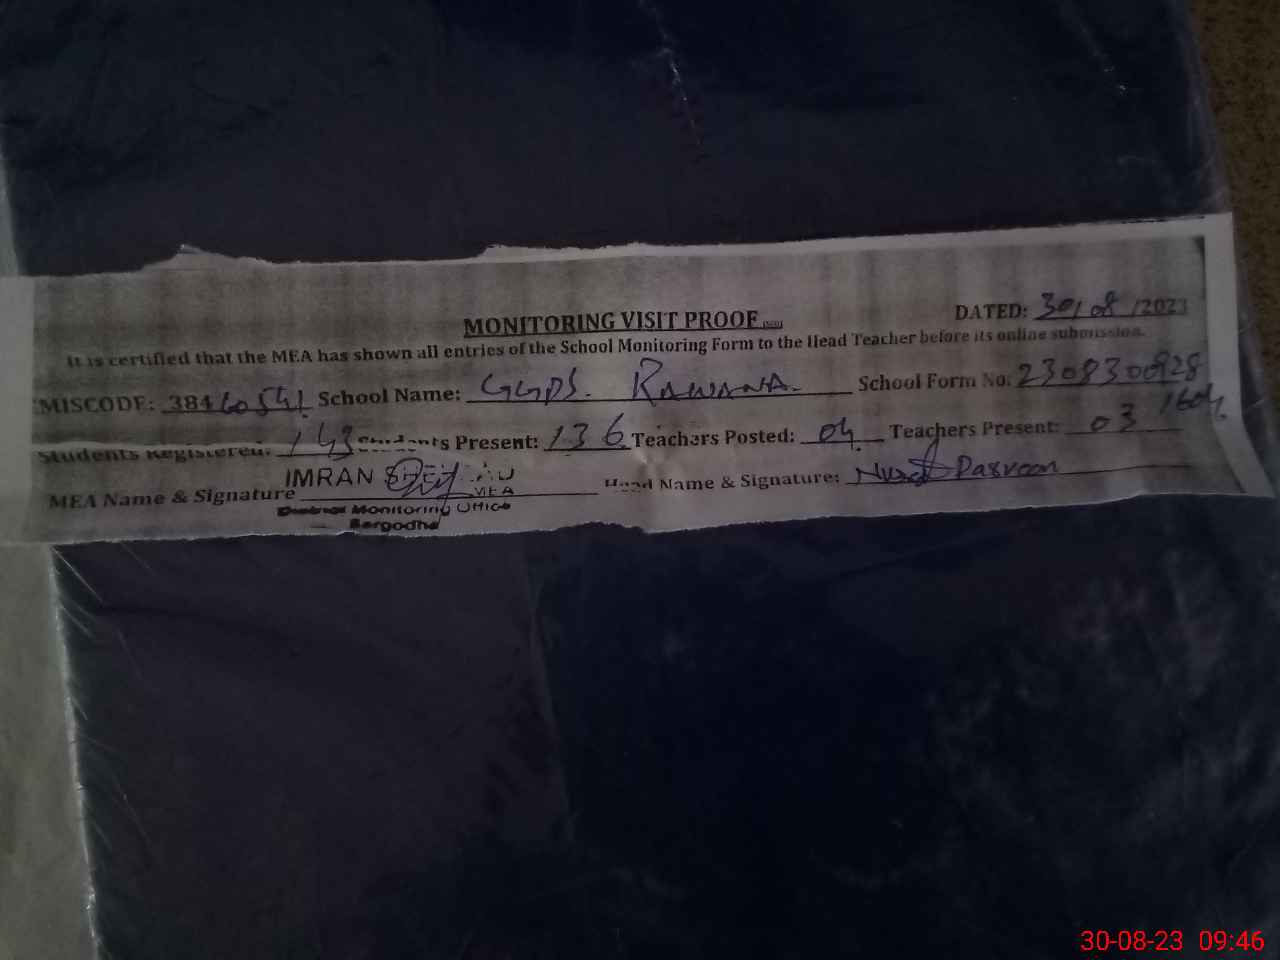 MONITORING VISIT PROOF
DATED: 30/08/2023
It is certified that the MEA has shown all entries of the School Monitoring Form to the Head Teacher before its online submission.
MISCODE: 38460541 School Name: GGPS. RAWANA. School Form No: 2308300928
1604
Students Registered: 143 Students Present: 136 Teachers Posted: 04 Teachers Present: 03
MEA Name & Signature IMRAN Head Name & Signature: Parveen
MEA
District Monitoring Office
Sargodha
30-08-23 09:46